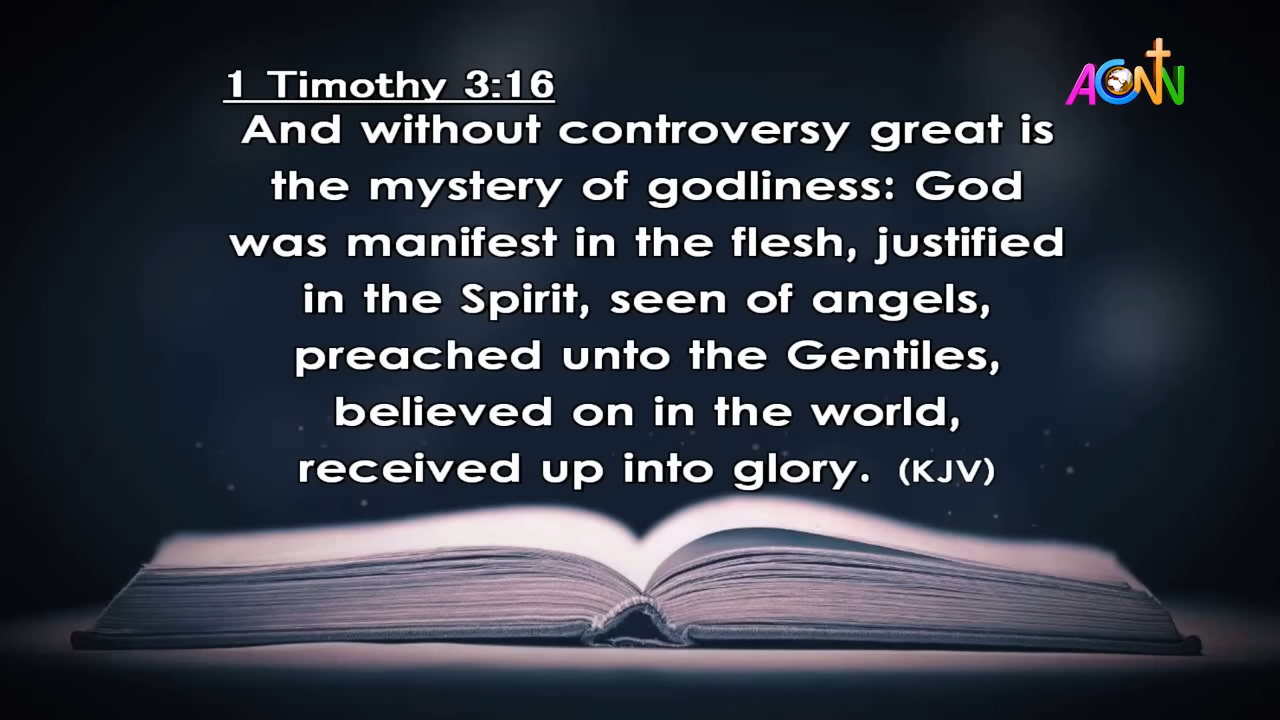 1 Timothy 3:16
And without controversy great is
the mystery of godliness: God
was manifest in the flesh, justified
in the Spirit, seen of angels,
preached unto the Gentiles,
believed on in the world,
received up into glory. (KJV)
ACNN